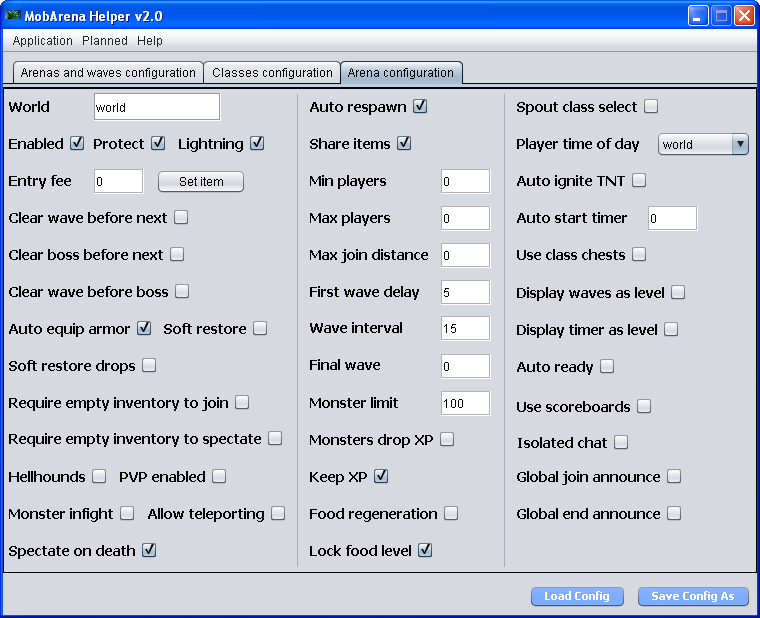 MobArena Helper v2.0
Application Planned Help
Arenas and waves configuration Classes configuration Arena configuration
World world
Enabled Protect Lightning
Entry fee 0 Set item
Clear wave before next
Clear boss before next
Clear wave before boss
Auto equip armor Soft restore
Soft restore drops
Require empty inventory to join
Require empty inventory to spectate
Hellhounds PVP enabled
Monster infight Allow teleporting
Spectate on death
Auto respawn
Share items
Min players 0
Max players 0
Max join distance 0
First wave delay 5
Wave interval 15
Final wave 0
Monster limit 100
Monsters drop XP
Keep XP
Food regeneration
Lock food level
Spout class select
Player time of day world
Auto ignite TNT
Auto start timer 0
Use class chests
Display waves as level
Display timer as level
Auto ready
Use scoreboards
Isolated chat
Global join announce
Global end announce
Load Config Save Config As